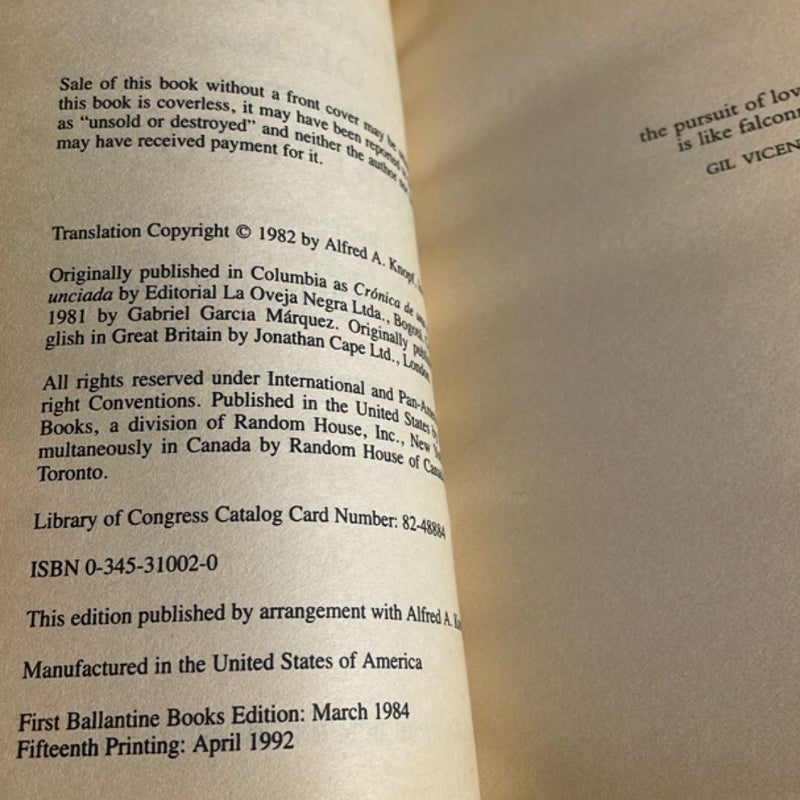 Sale of this book without a front cover may be
this book is coverless, it may have been reported
as “unsold or destroyed” and neither the author
may have received payment for it.
Translation Copyright © 1982 by Alfred A. Knopf,
Originally published in Columbia as Crónica de
unciada by Editorial La Oveja Negra Ltda., Bogotá,
1981 by Gabriel Garcia Márquez. Originally
glish in Great Britain by Jonathan Cape Ltd., London
All rights reserved under International and
right Conventions. Published in the United States
Books, a division of Random House, Inc., New
multaneously in Canada by Random House of
Toronto.
Library of Congress Catalog Card Number: 82-48884
ISBN 0-345-31002-0
This edition published by arrangement with Alfred A.
Manufactured in the United States of America
First Ballantine Books Edition: March 1984
Fifteenth Printing: April 1992
the pursuit of lov
is like falcon
GIL VICEN